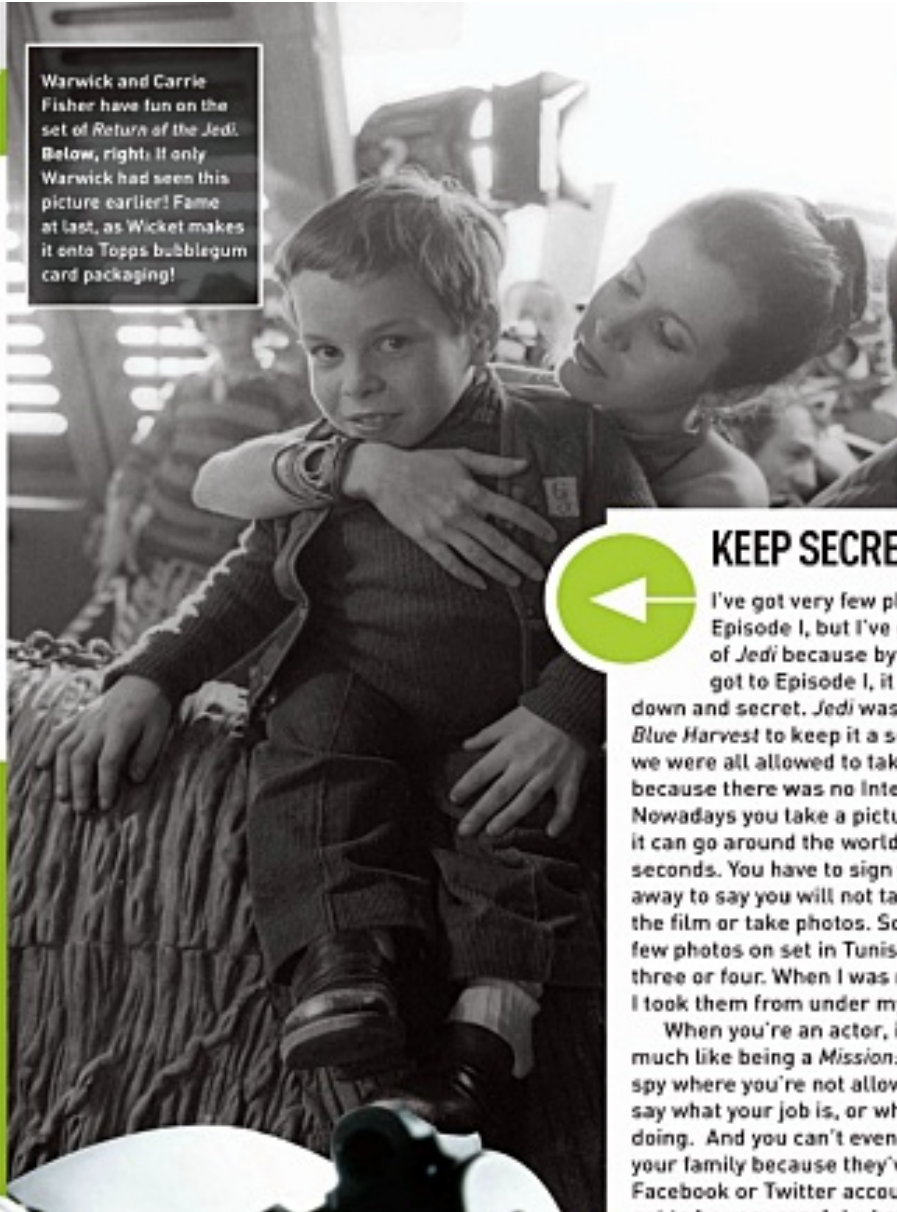 Warwick and Carrie
Fisher have fun on the
set of Return of the Jedi.
Below, right: If only
Warwick had seen this
picture earlier! Fame
at last, as Wicket makes
it onto Topps bubblegum
card packaging!
KEEP SECRE
I've got very few pl
Episode I, but I've
of Jedi because by
got to Episode I, it
down and secret. Jedi was
Blue Harvest to keep it a s
we were all allowed to tak
because there was no Inte
Nowadays you take a pictu
it can go around the world
seconds. You have to sign
away to say you will not ta
the film or take photos. So
few photos on set in Tunis
three or four. When I was
I took them from under m
When you're an actor, i
much like being a Mission:
spy where you're not allow
say what your job is, or wh
doing. And you can't even
your family because they'v
Facebook or Twitter accou